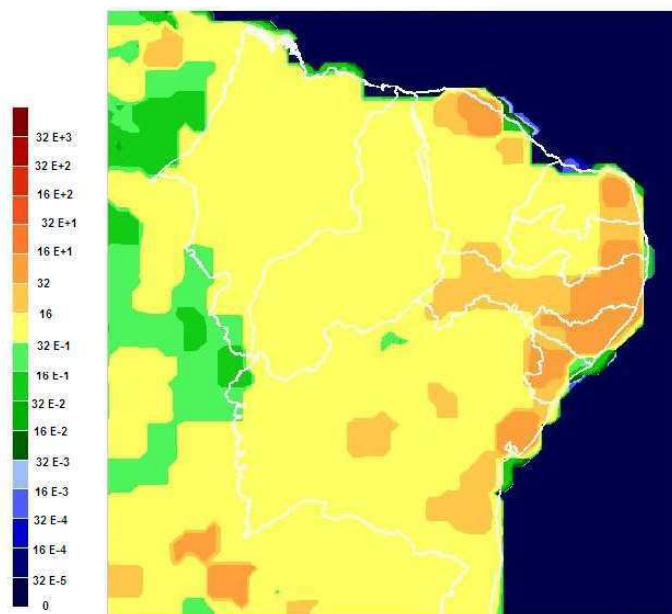 32 E+3
32 E+2
16 E+2
32 E+1
16 E+1
32
16
32 E-1
16 E-1
32 E-2
16 E-2
32 E-3
16 E-3
32 E-4
16 E-4
32 E-5
0